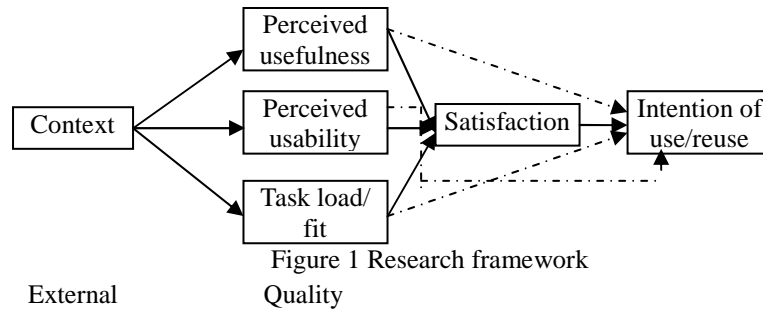 Perceived
usefulness
Context
Perceived
usability
Satisfaction
Intention of
use/reuse
Task load/
fit
Figure 1 Research framework
External Quality